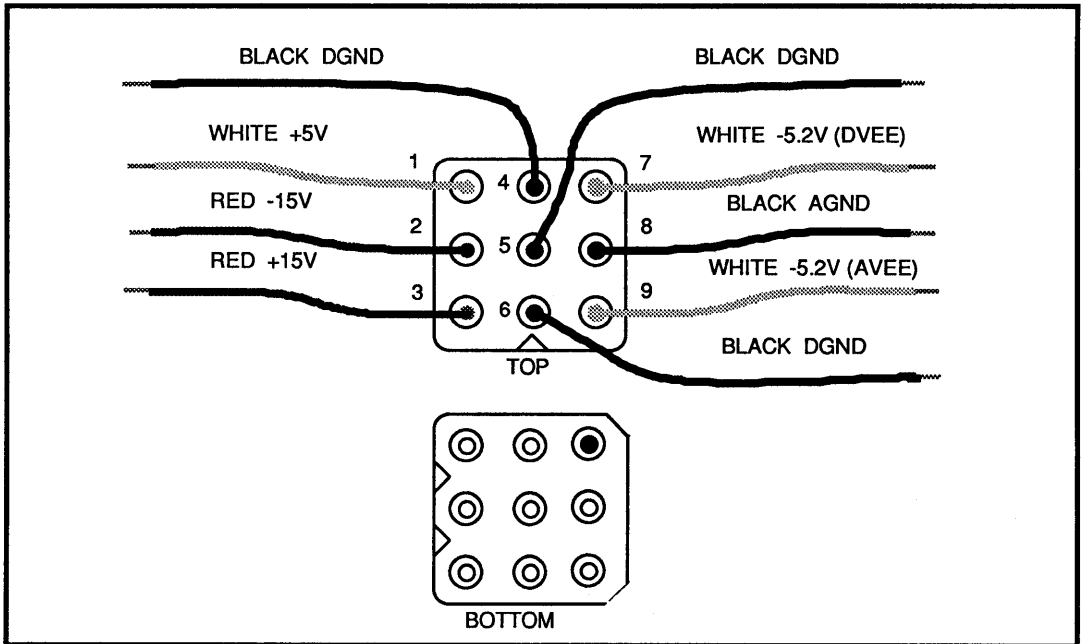 BLACK DGND
BLACK DGND
WHITE +5V
WHITE -5.2V (DVEE)
1
4
7
RED -15V
BLACK AGND
2
5
8
RED +15V
WHITE -5.2V (AVEE)
3
6
9
BLACK DGND
TOP
BOTTOM